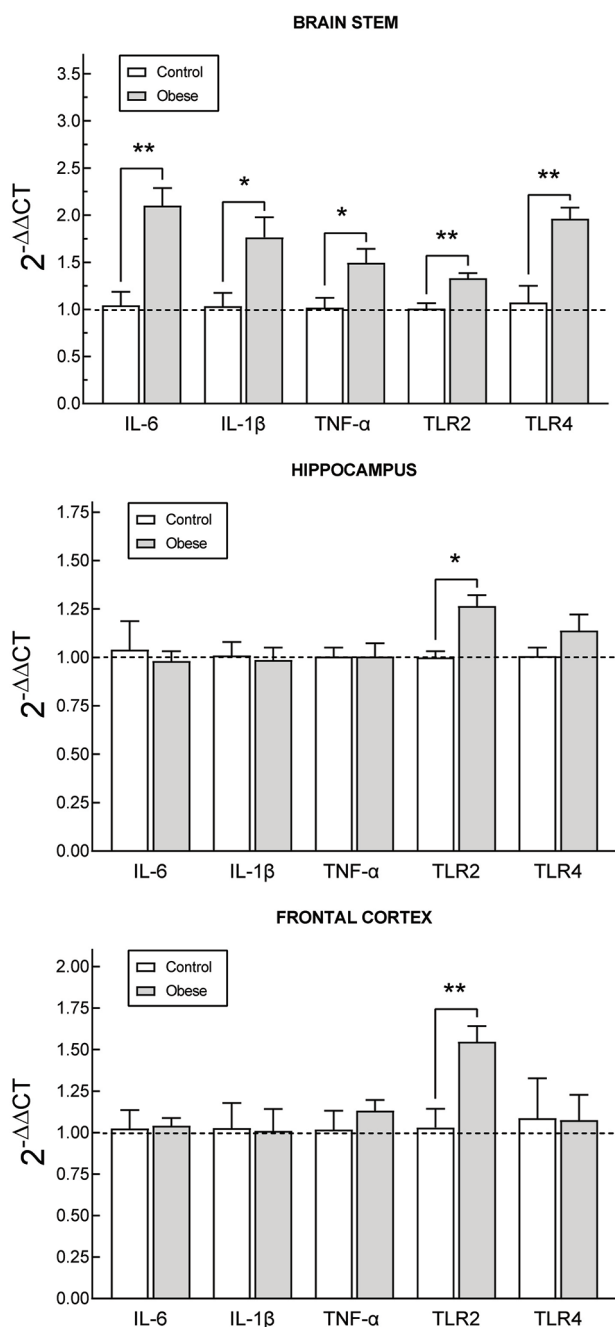 BRAIN STEM
Control
Obese
3.5
3.0
2.5
2.0
1.5
1.0
0.5
0.0
2-ΔΔCT
** * * ** **
IL-6 IL-1β TNF-α TLR2 TLR4
HIPPOCAMPUS
Control
Obese
1.75
1.50
1.25
1.00
0.75
0.50
0.25
0.00
2-ΔΔCT
*
IL-6 IL-1β TNF-α TLR2 TLR4
FRONTAL CORTEX
Control
Obese
2.00
1.75
1.50
1.25
1.00
0.75
0.50
0.25
0.00
2-ΔΔCT
**
IL-6 IL-1β TNF-α TLR2 TLR4